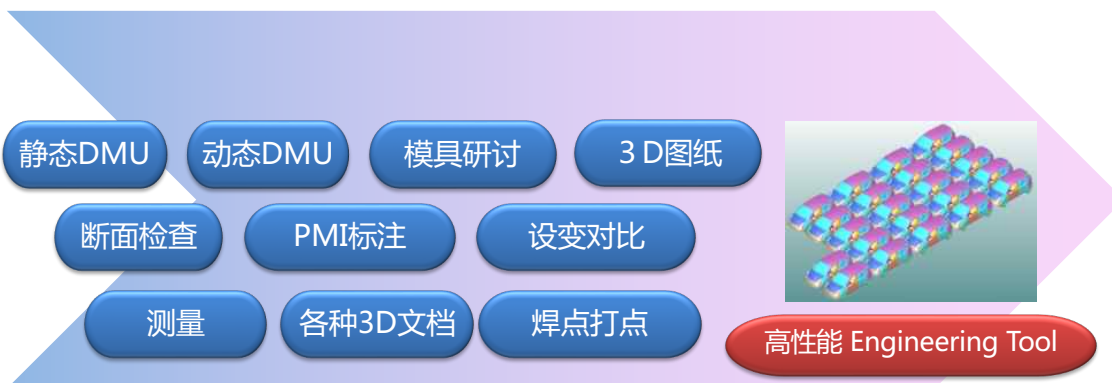 静态DMU
动态DMU
模具研讨
３D图纸
断面检查
PMI标注
设变对比
测量
各种3D文档
焊点打点
高性能 Engineering Tool